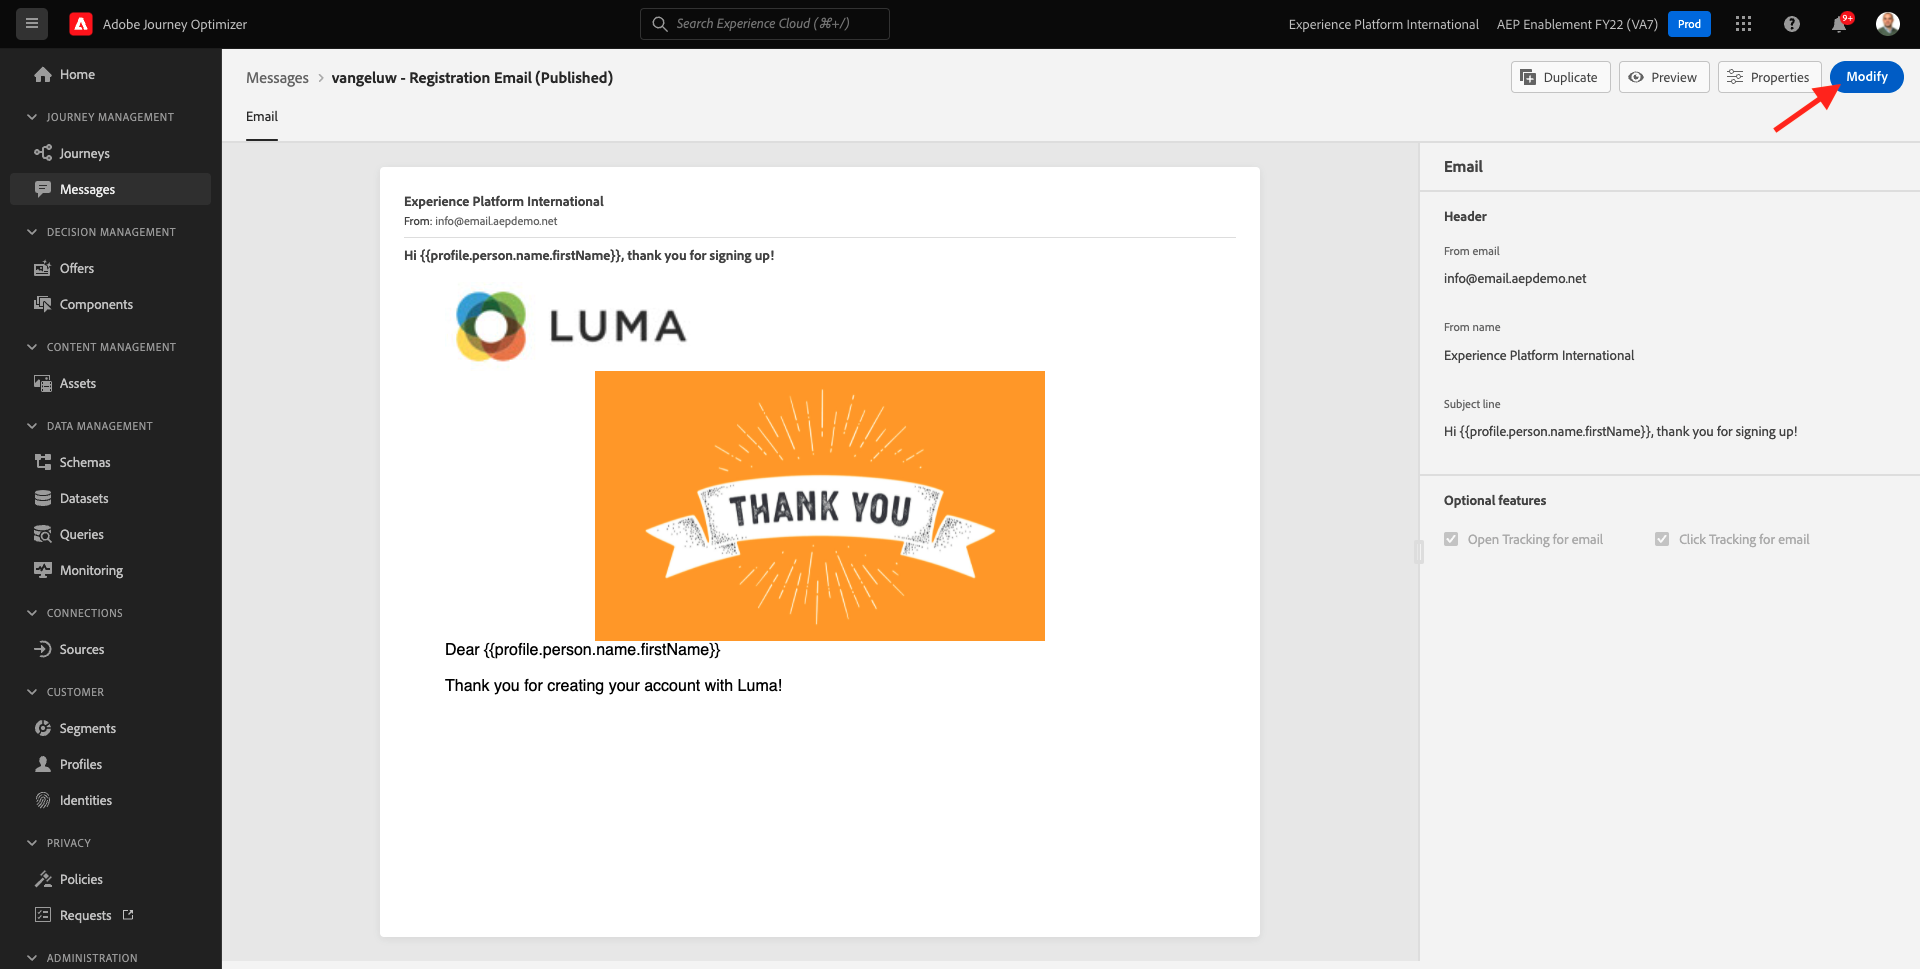 Adobe Journey Optimizer
Search Experience Cloud (⌘+/)
Experience Platform International
AEP Enablement FY22 (VA7)
Prod
9+
Home
JOURNEY MANAGEMENT
Journeys
Messages
DECISION MANAGEMENT
Offers
Components
CONTENT MANAGEMENT
Assets
DATA MANAGEMENT
Schemas
Datasets
Queries
Monitoring
CONNECTIONS
Sources
CUSTOMER
Segments
Profiles
Identities
PRIVACY
Policies
Requests
ADMINISTRATION
Messages > vangeluw - Registration Email (Published)
Duplicate
Preview
Properties
Modify
Email
Experience Platform International
From: info@email.aepdemo.net
Hi {{profile.person.name.firstName}}, thank you for signing up!
LUMA
THANK YOU
Dear {{profile.person.name.firstName}}
Thank you for creating your account with Luma!
Email
Header
From email
info@email.aepdemo.net
From name
Experience Platform International
Subject line
Hi {{profile.person.name.firstName}}, thank you for signing up!
Optional features
Open Tracking for email
Click Tracking for email